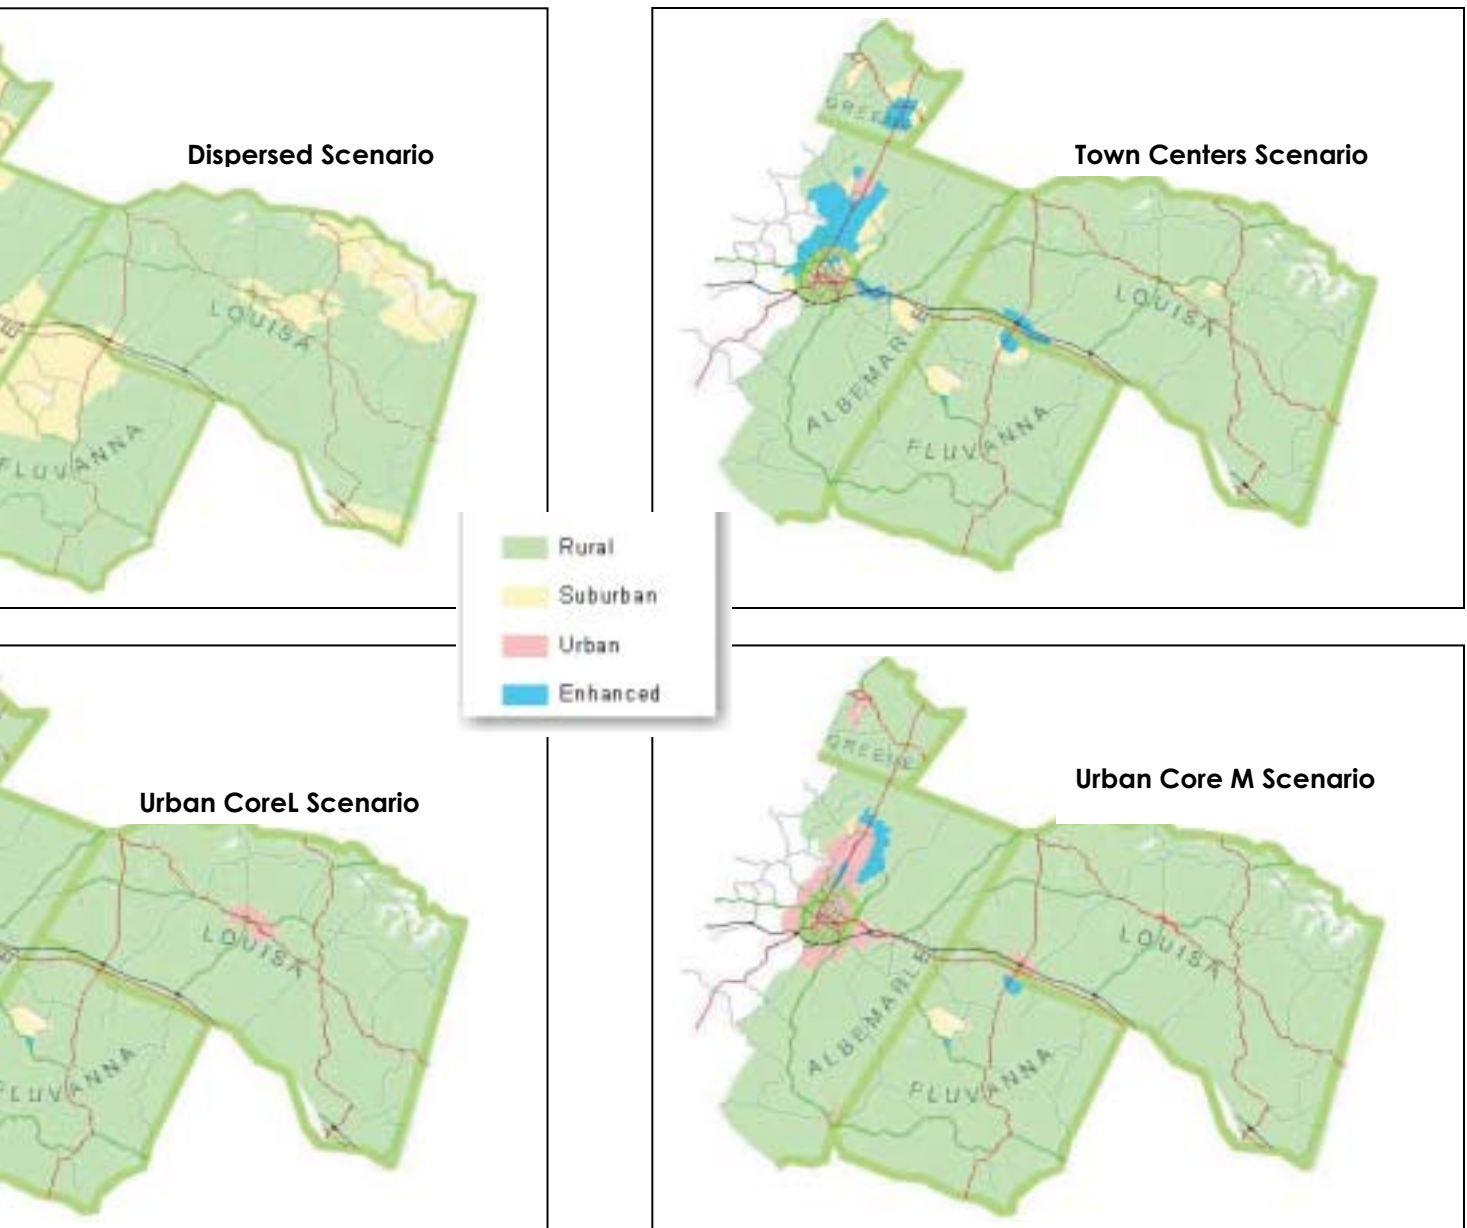 Dispersed Scenario
LOUISA
FLUVANNA
Town Centers Scenario
GREENE
LOUISA
ALBEMARLE
FLUVANNA
Rural
Suburban
Urban
Enhanced
Urban CoreL Scenario
LOUISA
LUVANNA
Urban Core M Scenario
GREENE
LOUISA
ALBEMARLE
FLUVANNA